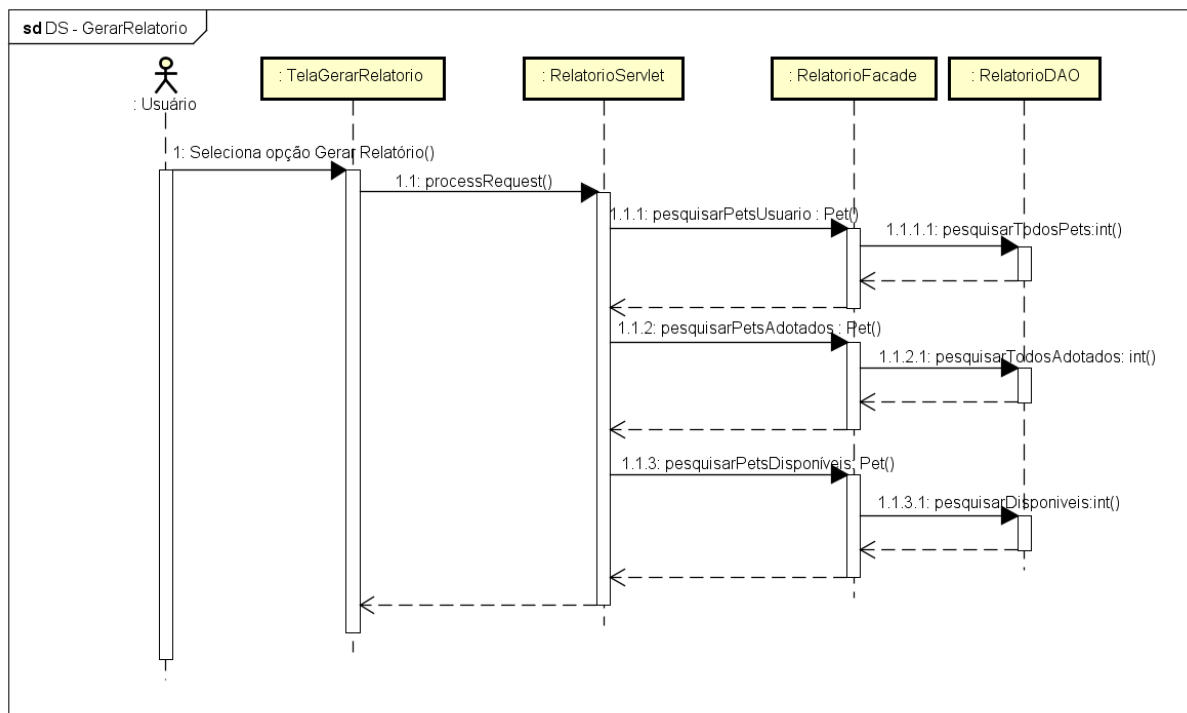 sd DS - GerarRelatorio
: Usuário
: TelaGerarRelatorio
: RelatorioServlet
: RelatorioFacade
: RelatorioDAO
1: Seleciona opção Gerar Relatório()
1.1: processRequest()
1.1.1: pesquisarPetsUsuario : Pet()
1.1.1.1: pesquisarTodosPets:int()
1.1.2: pesquisarPetsAdotados : Pet()
1.1.2.1: pesquisarTodosAdotados: int()
1.1.3: pesquisarPetsDisponíveis: Pet()
1.1.3.1: pesquisarDisponiveis:int()